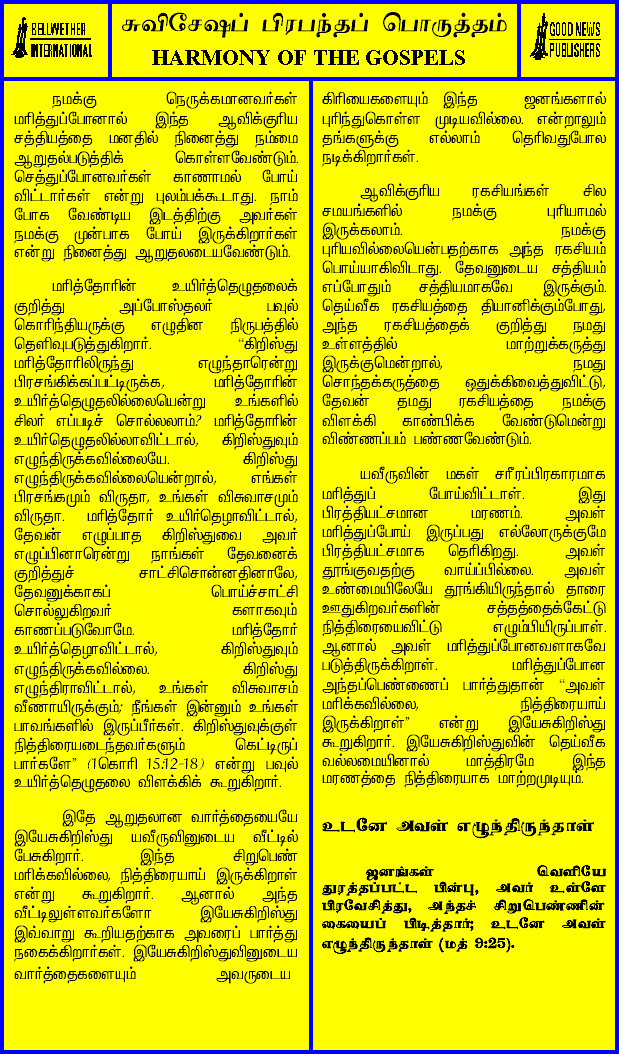 BELLWETHER
INTERNATIONAL
சுவிசேஷப் பிரபந்தப் பொருத்தம்
HARMONY OF THE GOSPELS
GOOD NEWS
PUBLISHERS
நமக்கு நெருக்கமானவர்கள்
மரித்துப்போனால் இந்த ஆவிக்குரிய
சத்தியத்தை மனதில் நினைத்து நம்மை
ஆறுதல்படுத்திக் கொள்ளவேண்டும்.
செத்துப்போனவர்கள் காணாமல் போய்
விட்டார்கள் என்று புலம்பக்கூடாது. நாம்
போக வேண்டிய இடத்திற்கு அவர்கள்
நமக்கு முன்பாக போய் இருக்கிறார்கள்
என்று நினைத்து ஆறுதலடையவேண்டும்.
மரித்தோரின் உயிர்த்தெழுதலைக்
குறித்து அப்போஸ்தலர் பவுல்
கொரிந்தியருக்கு எழுதின நிருபத்தில்
தெளிவுபடுத்துகிறார். “கிறிஸ்து
மரித்தோரிலிருந்து எழுந்தாரென்று
பிரசங்கிக்கப்பட்டிருக்க, மரித்தோரின்
உயிர்த்தெழுதலில்லையென்று உங்களில்
சிலர் எப்படிச் சொல்லலாம்? மரித்தோரின்
உயிர்த்தெழுதலில்லாவிட்டால், கிறிஸ்துவும்
எழுந்திருக்கவில்லையே. கிறிஸ்து
எழுந்திருக்கவில்லையென்றால், எங்கள்
பிரசங்கமும் விருதா, உங்கள் விசுவாசமும்
விருதா. மரித்தோர் உயிர்தெழாவிட்டால்,
தேவன் எழுப்பாத கிறிஸ்துவை அவர்
எழுப்பினாரென்று நாங்கள் தேவனைக்
குறித்துச் சாட்சிசொன்னதினாலே,
தேவனுக்காகப் பொய்ச்சாட்சி
சொல்லுகிறவர் களாகவும்
காணப்படுவோமே. மரித்தோர்
உயிர்த்தெழாவிட்டால், கிறிஸ்துவும்
எழுந்திருக்கவில்லை. கிறிஸ்து
எழுந்திராவிட்டால், உங்கள் விசுவாசம்
வீணாயிருக்கும்; நீங்கள் இன்னும் உங்கள்
பாவங்களில் இருப்பீர்கள். கிறிஸ்துவுக்குள்
நித்திரையடைந்தவர்களும் கெட்டிருப்
பார்களே” (1கொரி 15:12-18) என்று பவுல்
உயிர்த்தெழுதலை விளக்கிக் கூறுகிறார்.
இதே ஆறுதலான வார்த்தையையே
இயேசுகிறிஸ்து யவீருவினுடைய வீட்டில்
பேசுகிறார். இந்த சிறுபெண்
மரிக்கவில்லை, நித்திரையாய் இருக்கிறாள்
என்று கூறுகிறார். ஆனால் அந்த
வீட்டிலுள்ளவர்களோ இயேசுகிறிஸ்து
இவ்வாறு கூறியதற்காக அவரைப் பார்த்து
நகைக்கிறார்கள். இயேசுகிறிஸ்துவினுடைய
வார்த்தைகளையும் அவருடைய
கிரியைகளையும் இந்த ஜனங்களால்
புரிந்துகொள்ள முடியவில்லை. என்றாலும்
தங்களுக்கு எல்லாம் தெரிவதுபோல
நடிக்கிறார்கள்.
ஆவிக்குரிய ரகசியங்கள் சில
சமயங்களில் நமக்கு புரியாமல்
இருக்கலாம். நமக்கு
புரியவில்லையென்பதற்காக அந்த ரகசியம்
பொய்யாகிவிடாது. தேவனுடைய சத்தியம்
எப்போதும் சத்தியமாகவே இருக்கும்.
தெய்வீக ரகசியத்தை தியானிக்கும்போது,
அந்த ரகசியத்தைக் குறித்து நமது
உள்ளத்தில் மாற்றுக்கருத்து
இருக்குமென்றால், நமது
சொந்தக்கருத்தை ஒதுக்கிவைத்துவிட்டு,
தேவன் தமது ரகசியத்தை நமக்கு
விளக்கி காண்பிக்க வேண்டுமென்று
விண்ணப்பம் பண்ணவேண்டும்.
யவீருவின் மகள் சரீரப்பிரகாரமாக
மரித்துப் போய்விட்டாள். இது
பிரத்தியட்சமான மரணம். அவள்
மரித்துப்போய் இருப்பது எல்லோருக்குமே
பிரத்தியட்சமாக தெரிகிறது. அவள்
தூங்குவதற்கு வாய்ப்பில்லை. அவள்
உண்மையிலேயே தூங்கியிருந்தால் தாரை
ஊதுகிறவர்களின் சத்தத்தைக்கேட்டு
நித்திரையைவிட்டு எழும்பியிருப்பாள்.
ஆனால் அவள் மரித்துப்போனவளாகவே
படுத்திருக்கிறாள். மரித்துப்போன
அந்தப்பெண்ணைப் பார்த்துதான் “அவள்
மரிக்கவில்லை, நித்திரையாய்
இருக்கிறாள்” என்று இயேசுகிறிஸ்து
கூறுகிறார். இயேசுகிறிஸ்துவின் தெய்வீக
வல்லமையினால் மாத்திரமே இந்த
மரணத்தை நித்திரையாக மாற்றமுடியும்.
உடனே அவள் எழுந்திருந்தாள்
ஜனங்கள் வெளியே
துரத்தப்பட்ட பின்பு, அவர் உள்ளே
பிரவேசித்து, அந்தச் சிறுபெண்ணின்
கையைப் பிடித்தார்; உடனே அவள்
எழுந்திருந்தாள் (மத் 9:25).